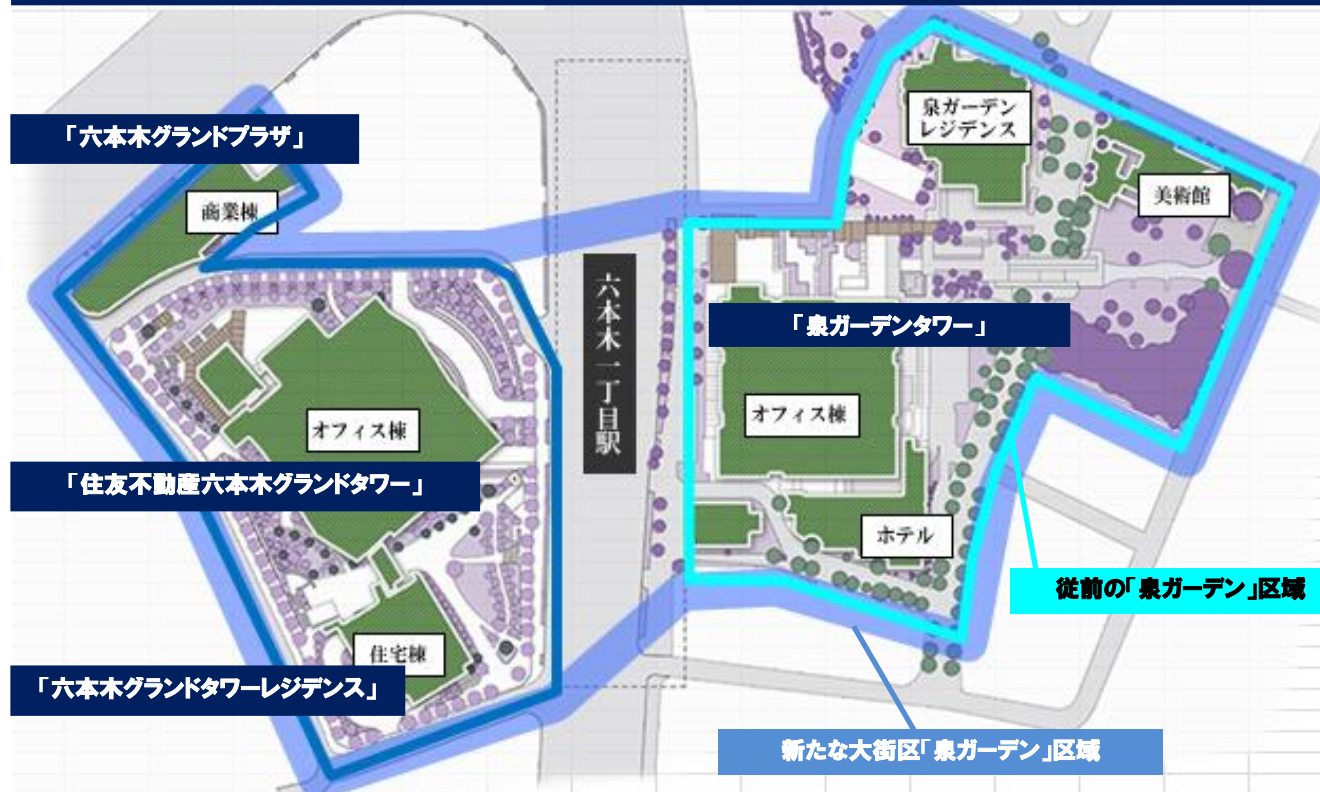 泉ガーデン
レジデンス
「六本木グランドプラザ」
美術館
商業棟
六本木一丁目駅
「泉ガーデンタワー」
オフィス棟
オフィス棟
「住友不動産六本木グランドタワー」
ホテル
従前の「泉ガーデン」区域
住宅棟
「六本木グランドタワーレジデンス」
新たな大街区「泉ガーデン」区域